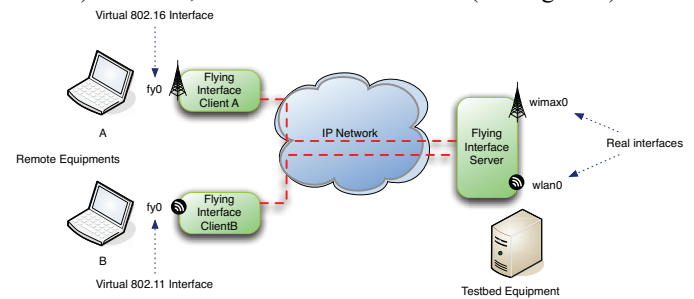 Virtual 802.16 Interface
fy0
Flying
Interface
Client A
A
IP Network
Flying
Interface
Server
wimax0
Real interfaces
wlan0
Remote Equipments
fy0
Flying
Interface
ClientB
B
Virtual 802.11 Interface
Testbed Equipment